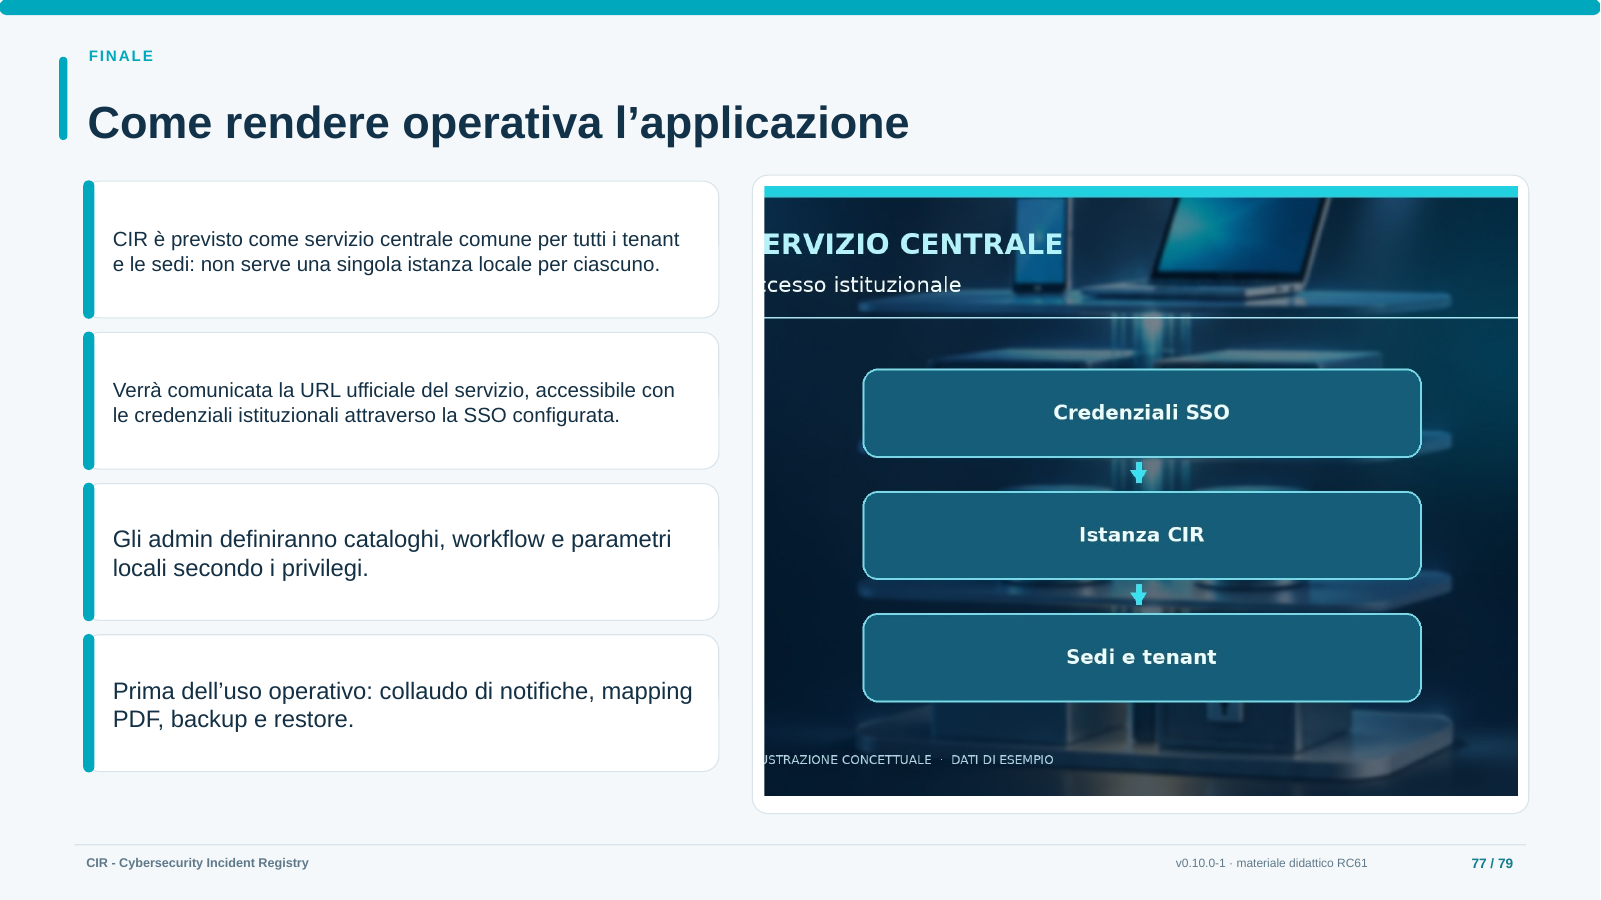 FINALE
Come rendere operativa l’applicazione
CIR è previsto come servizio centrale comune per tutti i tenant
e le sedi: non serve una singola istanza locale per ciascuno.
Verrà comunicata la URL ufficiale del servizio, accessibile con
le credenziali istituzionali attraverso la SSO configurata.
Gli admin definiranno cataloghi, workflow e parametri
locali secondo i privilegi.
Prima dell’uso operativo: collaudo di notifiche, mapping
PDF, backup e restore.
ERVIZIO CENTRALE
ccesso istituzionale
Credenziali SSO
Istanza CIR
Sedi e tenant
USTRAZIONE CONCETTUALE · DATI DI ESEMPIO
CIR - Cybersecurity Incident Registry
v0.10.0-1 · materiale didattico RC61
77 / 79